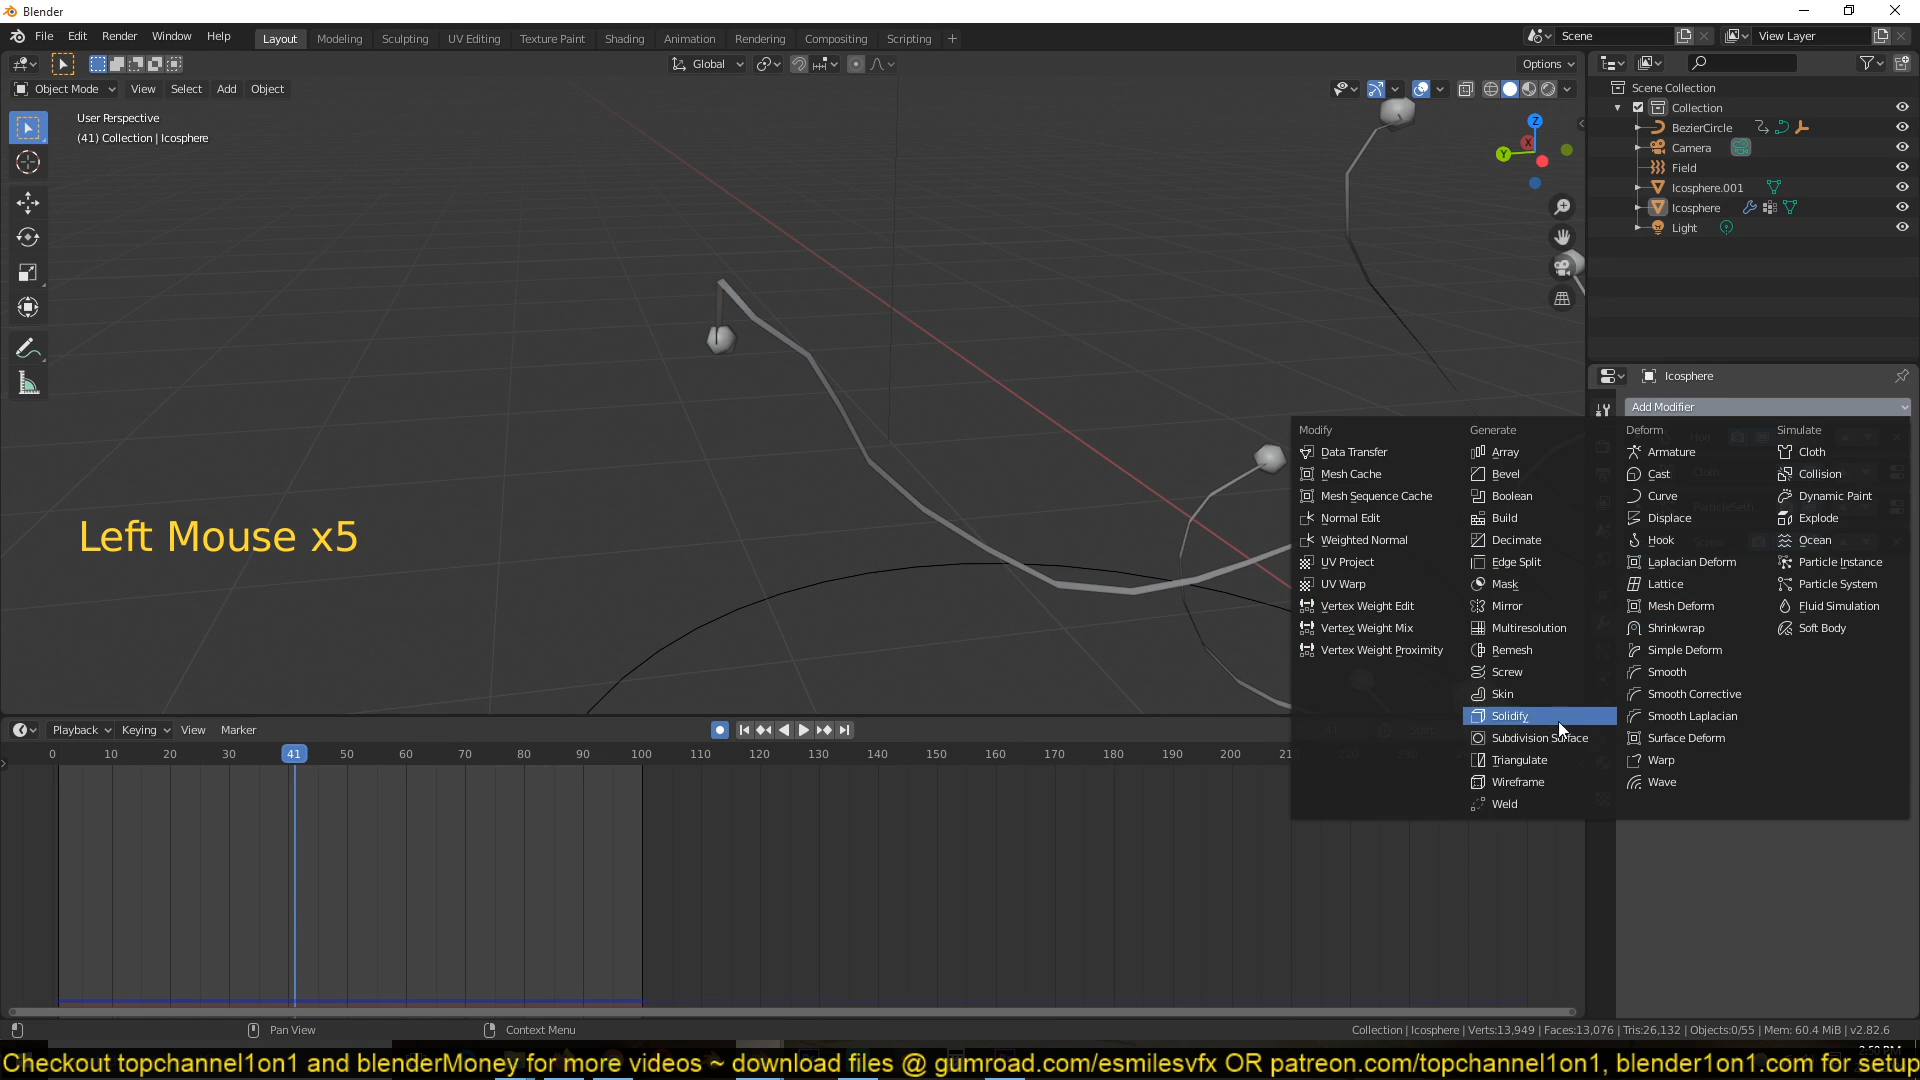 Blender
File Edit Render Window Help
Layout Modeling Sculpting UV Editing Texture Paint Shading Animation Rendering Compositing Scripting
Scene
View Layer
Global
Options
Object Mode View Select Add Object
User Perspective
(41) Collection | Icosphere
Z
X
Y
Scene Collection
Collection
BezierCircle
Camera
Field
Icosphere.001
Icosphere
Light
Icosphere
Add Modifier
Modify
Data Transfer
Mesh Cache
Mesh Sequence Cache
Normal Edit
Weighted Normal
UV Project
UV Warp
Vertex Weight Edit
Vertex Weight Mix
Vertex Weight Proximity
Generate
Array
Bevel
Boolean
Build
Decimate
Edge Split
Mask
Mirror
Multiresolution
Remesh
Screw
Skin
Solidify
Subdivision Surface
Triangulate
Wireframe
Weld
Deform
Armature
Cast
Curve
Displace
Hook
Laplacian Deform
Lattice
Mesh Deform
Shrinkwrap
Simple Deform
Smooth
Smooth Corrective
Smooth Laplacian
Surface Deform
Warp
Wave
Simulate
Cloth
Collision
Dynamic Paint
Explode
Ocean
Particle Instance
Particle System
Fluid Simulation
Soft Body
Left Mouse x5
Playback Keying View Marker
0 10 20 30 41 50 60 70 80 90 100 110 120 130 140 150 160 170 180 190 200
Pan View
Context Menu
Collection | Icosphere | Verts:13,949 | Faces:13,076 | Tris:26,132 | Objects:0/55 | Mem: 60.4 MiB | v2.82.6
Checkout topchannel1on1 and blenderMoney for more videos ~ download files @ gumroad.com/esmilesvfx OR patreon.com/topchannel1on1, blender1on1.com for setup